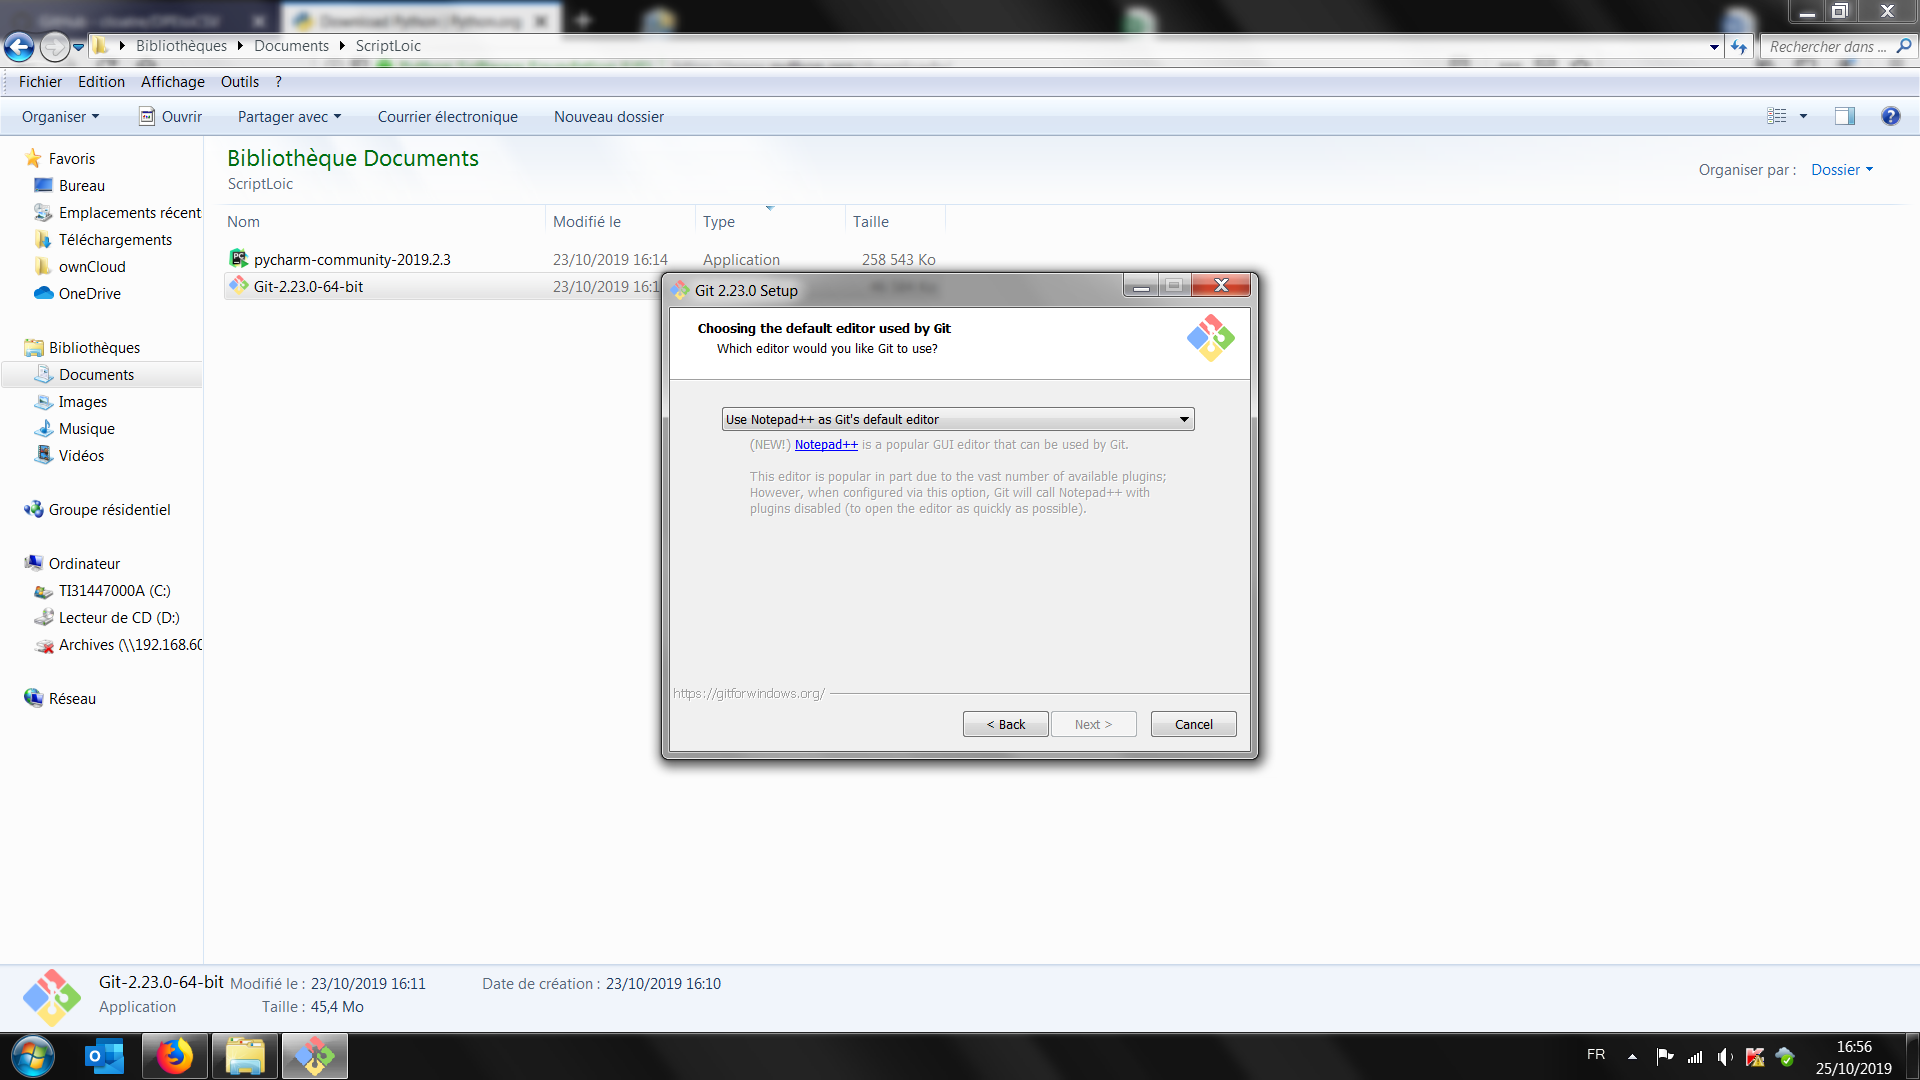 Download Python | Python.org
Bibliothèques
Documents
ScriptLoic
Rechercher dans ...
Fichier
Edition
Affichage
Outils
?
Organiser
Ouvrir
Partager avec
Courrier électronique
Nouveau dossier
Favoris
Bureau
Emplacements récent
Téléchargements
ownCloud
OneDrive
Bibliothèques
Documents
Images
Musique
Vidéos
Groupe résidentiel
Ordinateur
TI31447000A (C:)
Lecteur de CD (D:)
Archives (\\192.168.60
Réseau
Bibliothèque Documents
ScriptLoic
Organiser par :
Dossier
Nom
Modifié le
Type
Taille
pycharm-community-2019.2.3
23/10/2019 16:14
Application
258 543 Ko
Git-2.23.0-64-bit
23/10/2019 16:1
Git 2.23.0 Setup
Choosing the default editor used by Git
Which editor would you like Git to use?
Use Notepad++ as Git's default editor
(NEW!) Notepad++ is a popular GUI editor that can be used by Git.
This editor is popular in part due to the vast number of available plugins;
However, when configured via this option, Git will call Notepad++ with
plugins disabled (to open the editor as quickly as possible).
https://gitforwindows.org/
< Back
Next >
Cancel
Git-2.23.0-64-bit
Modifié le : 23/10/2019 16:11
Date de création : 23/10/2019 16:10
Application
Taille : 45,4 Mo
FR
16:56
25/10/2019